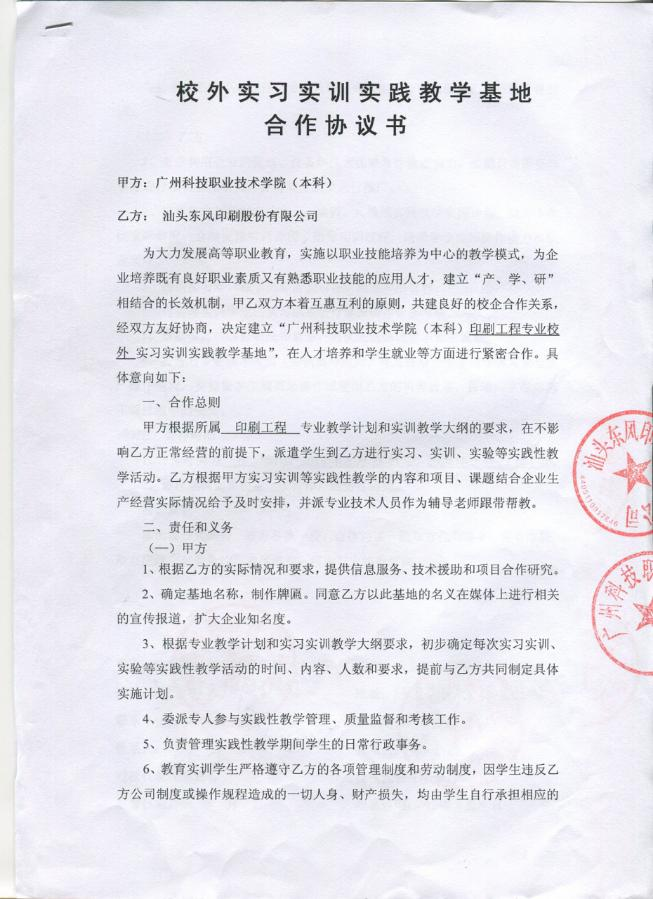 校外实习实训实践教学基地
合作协议书
甲方：广州科技职业技术学院（本科）
乙方： 汕头东风印刷股份有限公司
为大力发展高等职业教育，实施以职业技能培养为中心的教学模式，为企
业培养既有良好职业素质又有熟悉职业技能的应用人才，建立“产、学、研”
相结合的长效机制，甲乙双方本着互惠互利的原则，共建良好的校企合作关系，
经双方友好协商，决定建立“广州科技职业技术学院（本科）印刷工程专业校
外 实习实训实践教学基地”，在人才培养和学生就业等方面进行紧密合作。具
体意向如下：
一、合作总则
甲方根据所属 印刷工程 专业教学计划和实训教学大纲的要求，在不影
响乙方正常经营的前提下，派遣学生到乙方进行实习、实训、实验等实践性教
学活动。乙方根据甲方实习实训等实践性教学的内容和项目、课题结合企业生
产经营实际情况给予及时安排，并派专业技术人员作为辅导老师跟带帮教。
二、责任和义务
（一）甲方
1、根据乙方的实际情况和要求，提供信息服务、技术援助和项目合作研究。
2、确定基地名称，制作牌匾。同意乙方以此基地的名义在媒体上进行相关
的宣传报道，扩大企业知名度。
3、根据专业教学计划和实习实训教学大纲要求，初步确定每次实习实训、
实验等实践性教学活动的时间、内容、人数和要求，提前与乙方共同制定具体
实施计划。
4、委派专人参与实践性教学管理、质量监督和考核工作。
5、负责管理实践性教学期间学生的日常行政事务。
6、教育实训学生严格遵守乙方的各项管理制度和劳动制度，因学生违反乙
方公司制度或操作规程造成的一切人身、财产损失，均由学生自行承担相应的
汕头东风印
公司
广州科技职